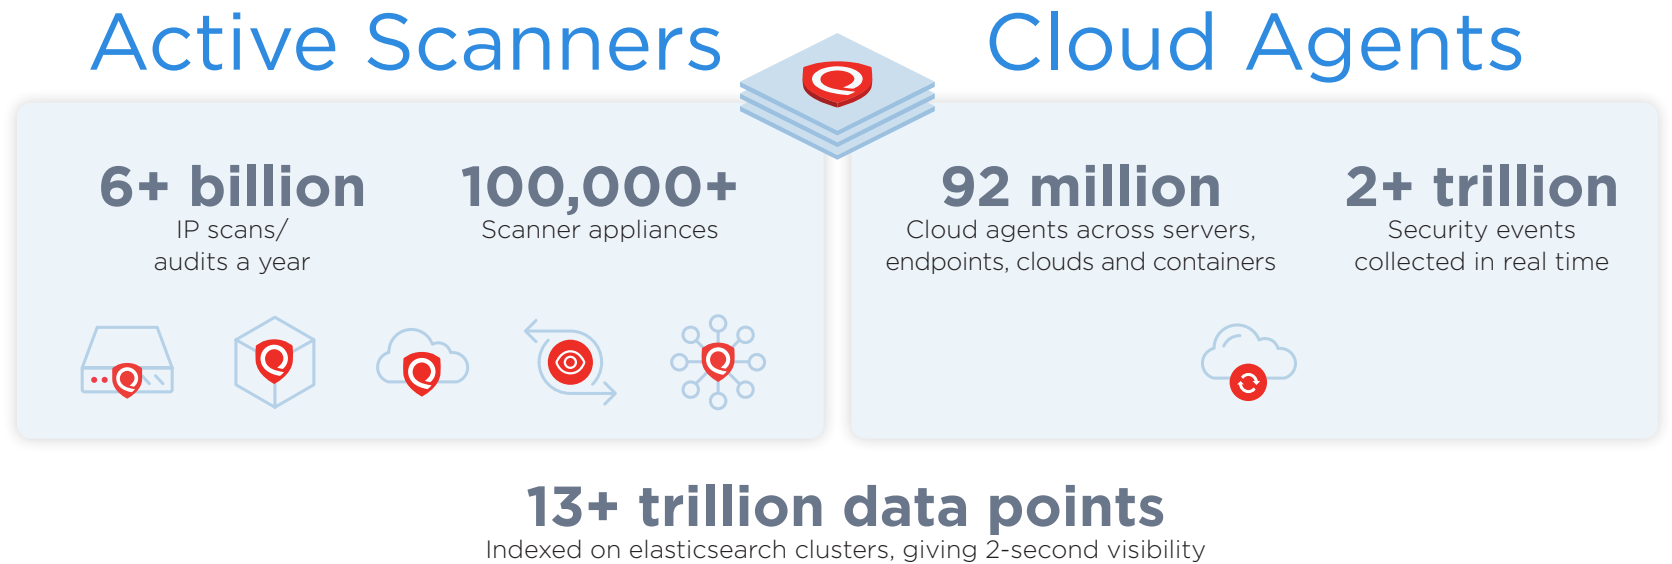 Active Scanners
Cloud Agents
6+ billion
IP scans/
audits a year
100,000+
Scanner appliances
92 million
Cloud agents across servers,
endpoints, clouds and containers
2+ trillion
Security events
collected in real time
13+ trillion data points
Indexed on elasticsearch clusters, giving 2-second visibility